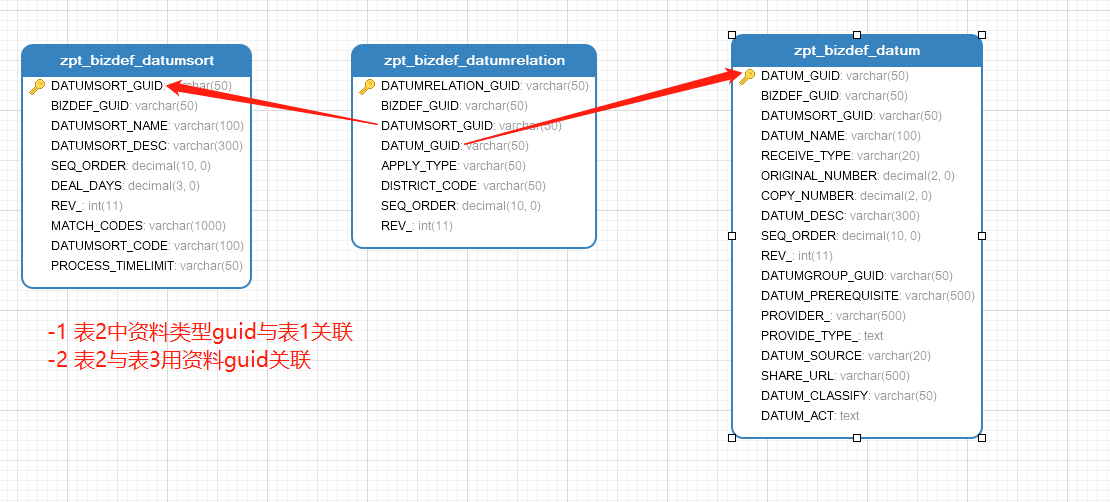 zpt_bizdef_datumsort
DATUMSORT_GUID: varchar(50)
BIZDEF_GUID: varchar(50)
DATUMSORT_NAME: varchar(100)
DATUMSORT_DESC: varchar(300)
SEQ_ORDER: decimal(10, 0)
DEAL_DAYS: decimal(3, 0)
REV_: int(11)
MATCH_CODES: varchar(1000)
DATUMSORT_CODE: varchar(100)
PROCESS_TIMELIMIT: varchar(50)
zpt_bizdef_datumrelation
DATUMRELATION_GUID: varchar(50)
BIZDEF_GUID: varchar(50)
DATUMSORT_GUID: varchar(50)
DATUM_GUID: varchar(50)
APPLY_TYPE: varchar(50)
DISTRICT_CODE: varchar(50)
SEQ_ORDER: decimal(10, 0)
REV_: int(11)
zpt_bizdef_datum
DATUM_GUID: varchar(50)
BIZDEF_GUID: varchar(50)
DATUMSORT_GUID: varchar(50)
DATUM_NAME: varchar(100)
RECEIVE_TYPE: varchar(20)
ORIGINAL_NUMBER: decimal(2, 0)
COPY_NUMBER: decimal(2, 0)
DATUM_DESC: varchar(300)
SEQ_ORDER: decimal(10, 0)
REV_: int(11)
DATUMGROUP_GUID: varchar(50)
DATUM_PREREQUISITE: varchar(500)
PROVIDER_: varchar(500)
PROVIDE_TYPE_: text
DATUM_SOURCE: varchar(20)
SHARE_URL: varchar(500)
DATUM_CLASSIFY: varchar(50)
DATUM_ACT: text
-1 表2中资料类型guid与表1关联
-2 表2与表3用资料guid关联